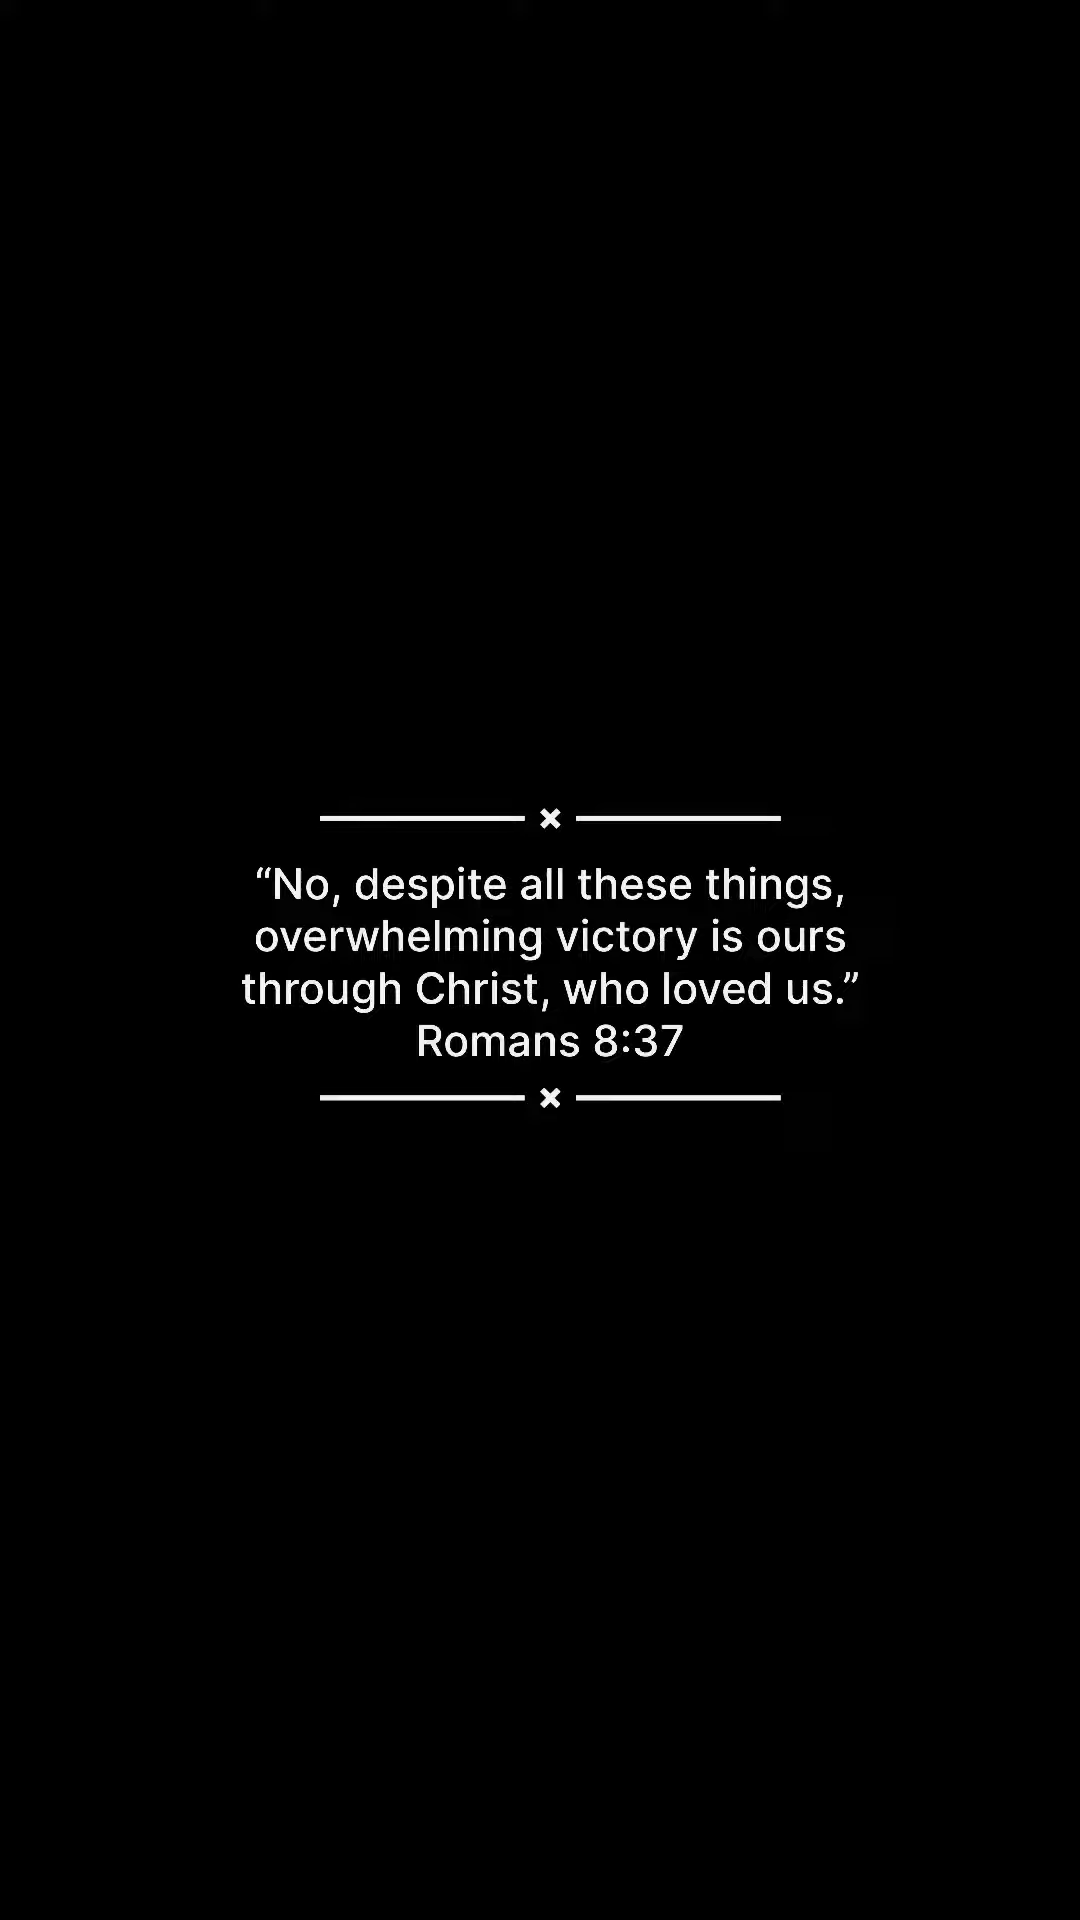 “No, despite all these things,
overwhelming victory is ours
through Christ, who loved us.”
Romans 8:37